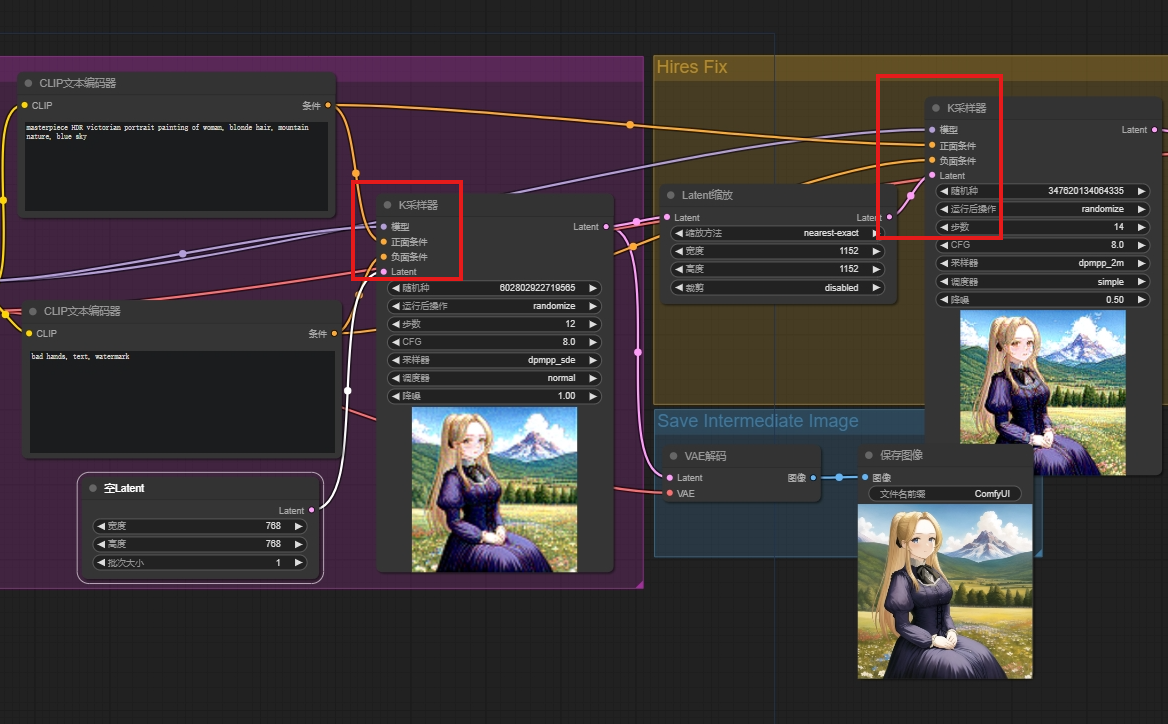 CLIP文本编码器
CLIP
条件
masterpiece HDR victorian portrait painting of woman, blonde hair, mountain
nature, blue sky
CLIP文本编码器
CLIP
条件
bad hands, text, watermark
空Latent
Latent
宽度 768
高度 768
批次大小 1
K采样器
模型
Latent
正面条件
负面条件
Latent
随机种 602802922719565
运行后操作 randomize
步数 12
CFG 8.0
采样器 dpmpp_sde
调度器 normal
降噪 1.00
Hires Fix
Latent缩放
Latent
Latent
缩放方法 nearest-exact
宽度 1152
高度 1152
裁剪 disabled
K采样器
模型
Latent
正面条件
负面条件
Latent
随机种 347620134064335
运行后操作 randomize
步数 14
CFG 8.0
采样器 dpmpp_2m
调度器 simple
降噪 0.50
Save Intermediate Image
VAE解码
Latent
图像
VAE
保存图像
图像
文件名前缀 ComfyUI